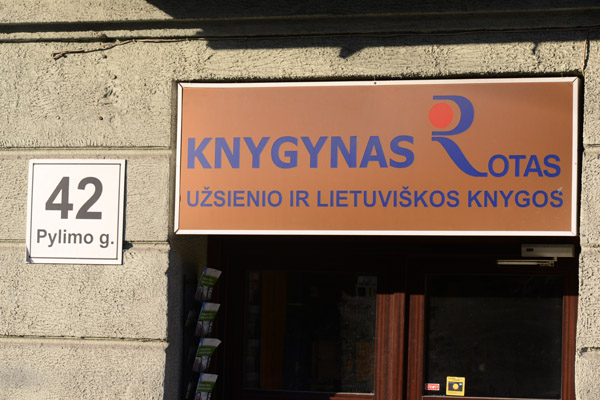 42
Pylimo g.
KNYGYNAS ROTAS
UŽSIENIO IR LIETUVIŠKOS KNYGOS